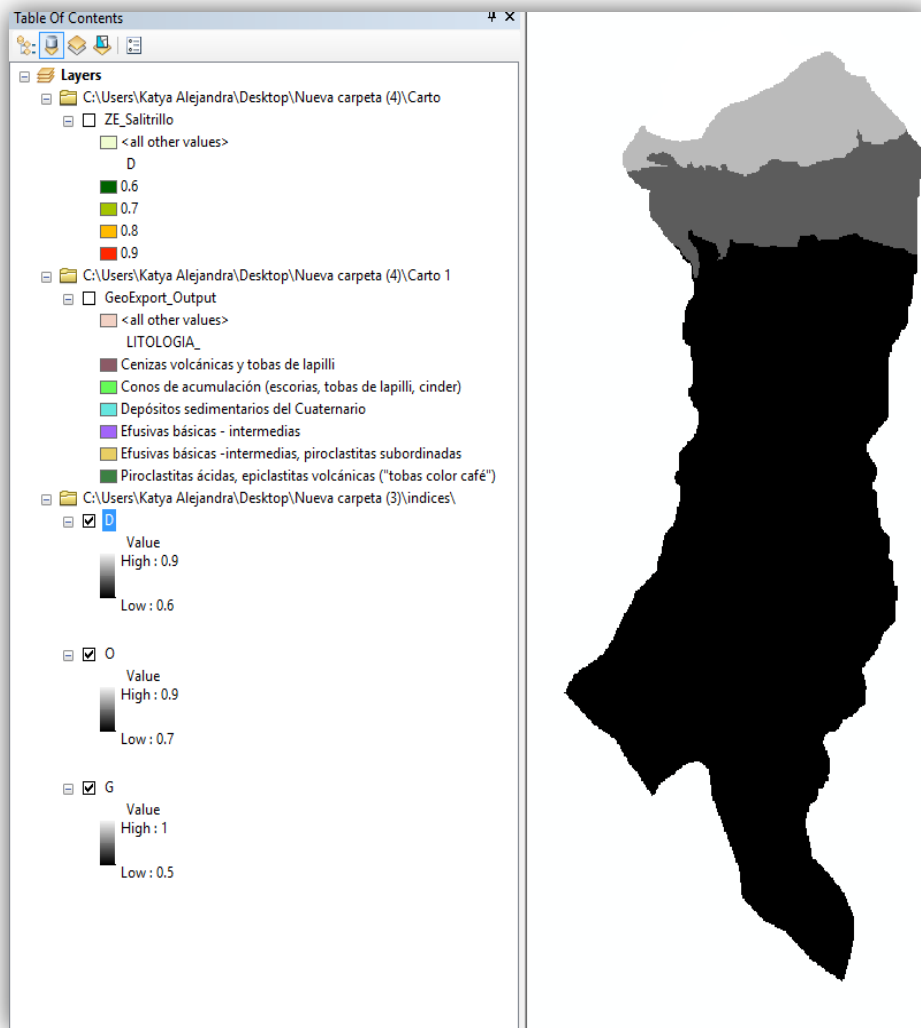 Table Of Contents
Layers
C:\Users\Katya Alejandra\Desktop\Nueva carpeta (4)\Carto
ZE_Salitrillo
<all other values>
D
0.6
0.7
0.8
0.9
C:\Users\Katya Alejandra\Desktop\Nueva carpeta (4)\Carto 1
GeoExport_Output
<all other values>
LITOLOGIA_
Cenizas volcánicas y tobas de lapilli
Conos de acumulación (escorias, tobas de lapilli, cinder)
Depósitos sedimentarios del Cuaternario
Efusivas básicas - intermedias
Efusivas básicas -intermedias, piroclastitas subordinadas
Piroclastitas ácidas, epiclastitas volcánicas ("tobas color café")
C:\Users\Katya Alejandra\Desktop\Nueva carpeta (3)\indices\
D
Value
High : 0.9
Low : 0.6
O
Value
High : 0.9
Low : 0.7
G
Value
High : 1
Low : 0.5